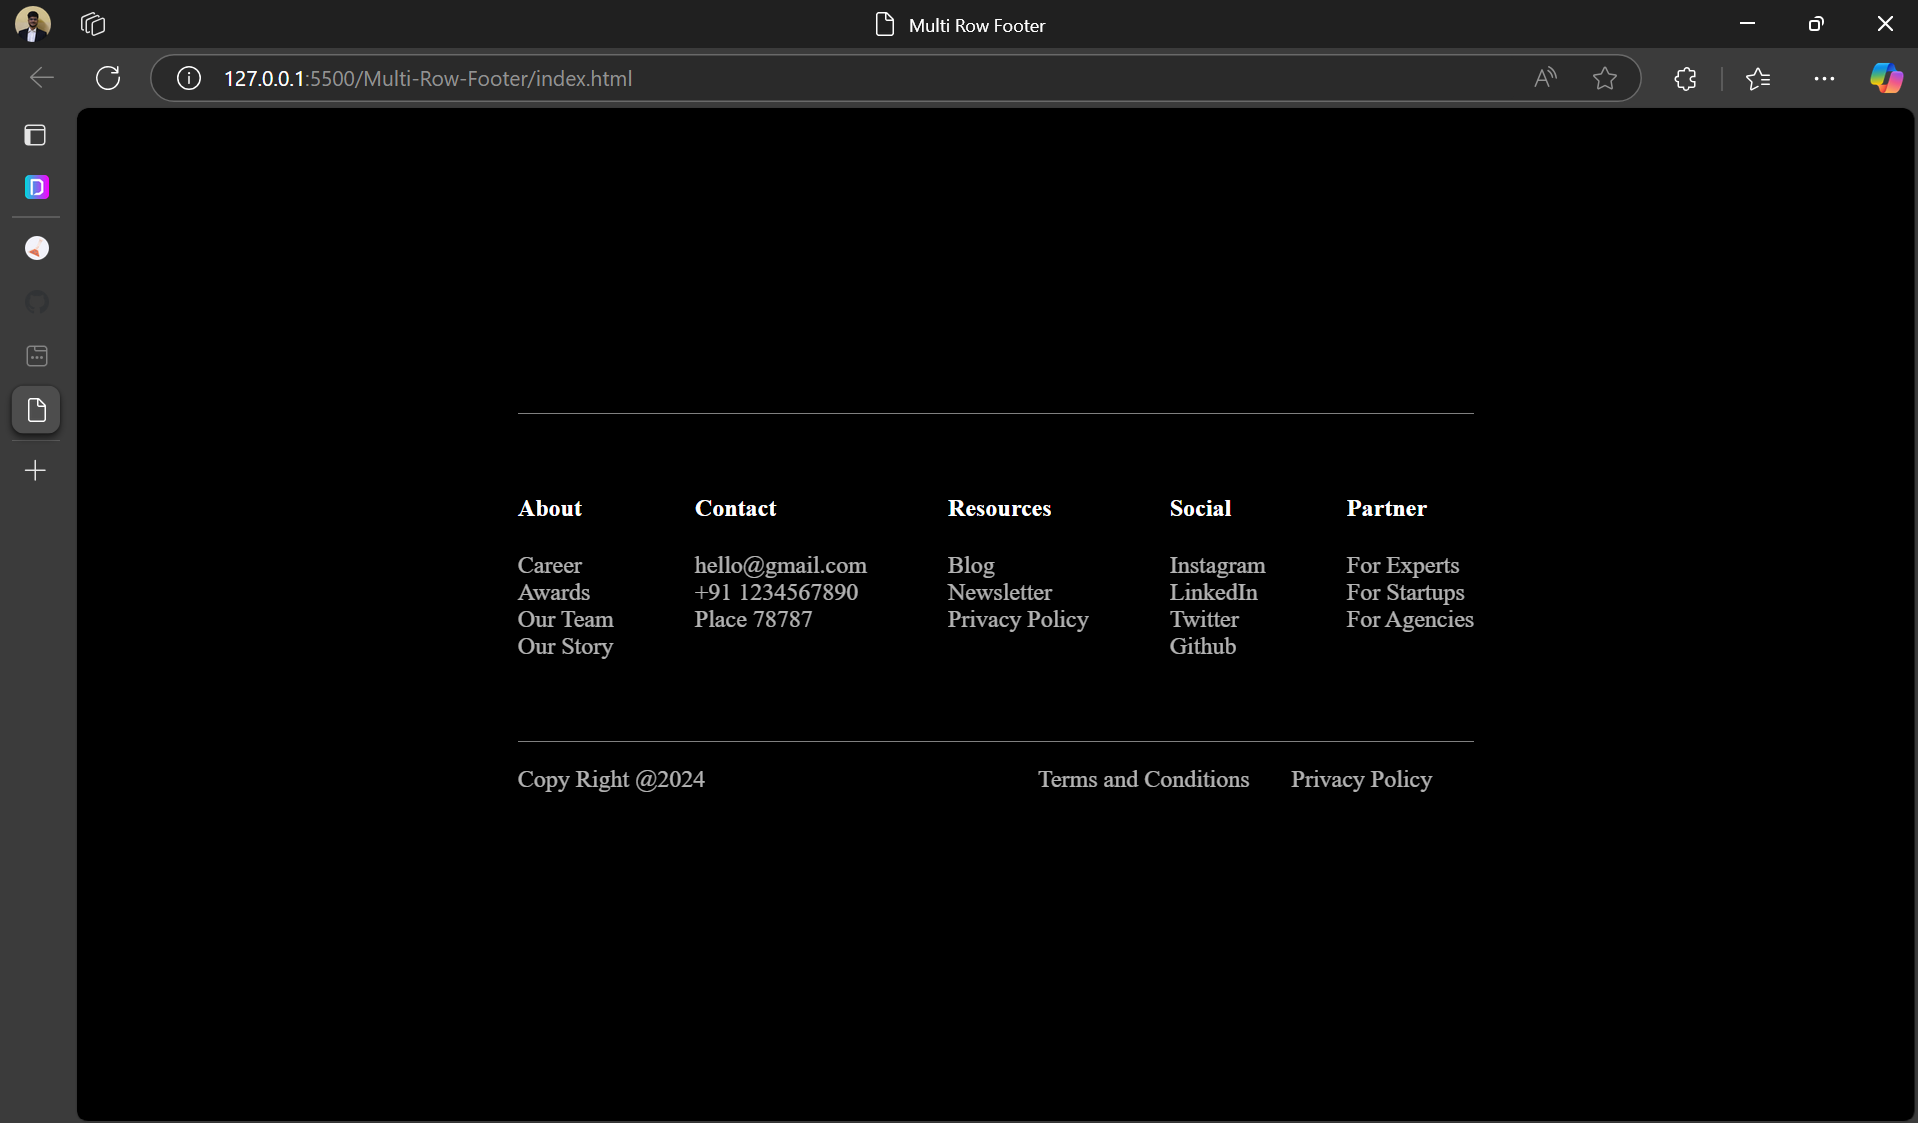 Multi Row Footer
127.0.0.1:5500/Multi-Row-Footer/index.html
About
Career
Awards
Our Team
Our Story
Contact
hello@gmail.com
+91 1234567890
Place 78787
Resources
Blog
Newsletter
Privacy Policy
Social
Instagram
LinkedIn
Twitter
Github
Partner
For Experts
For Startups
For Agencies
Copy Right @2024
Terms and Conditions
Privacy Policy